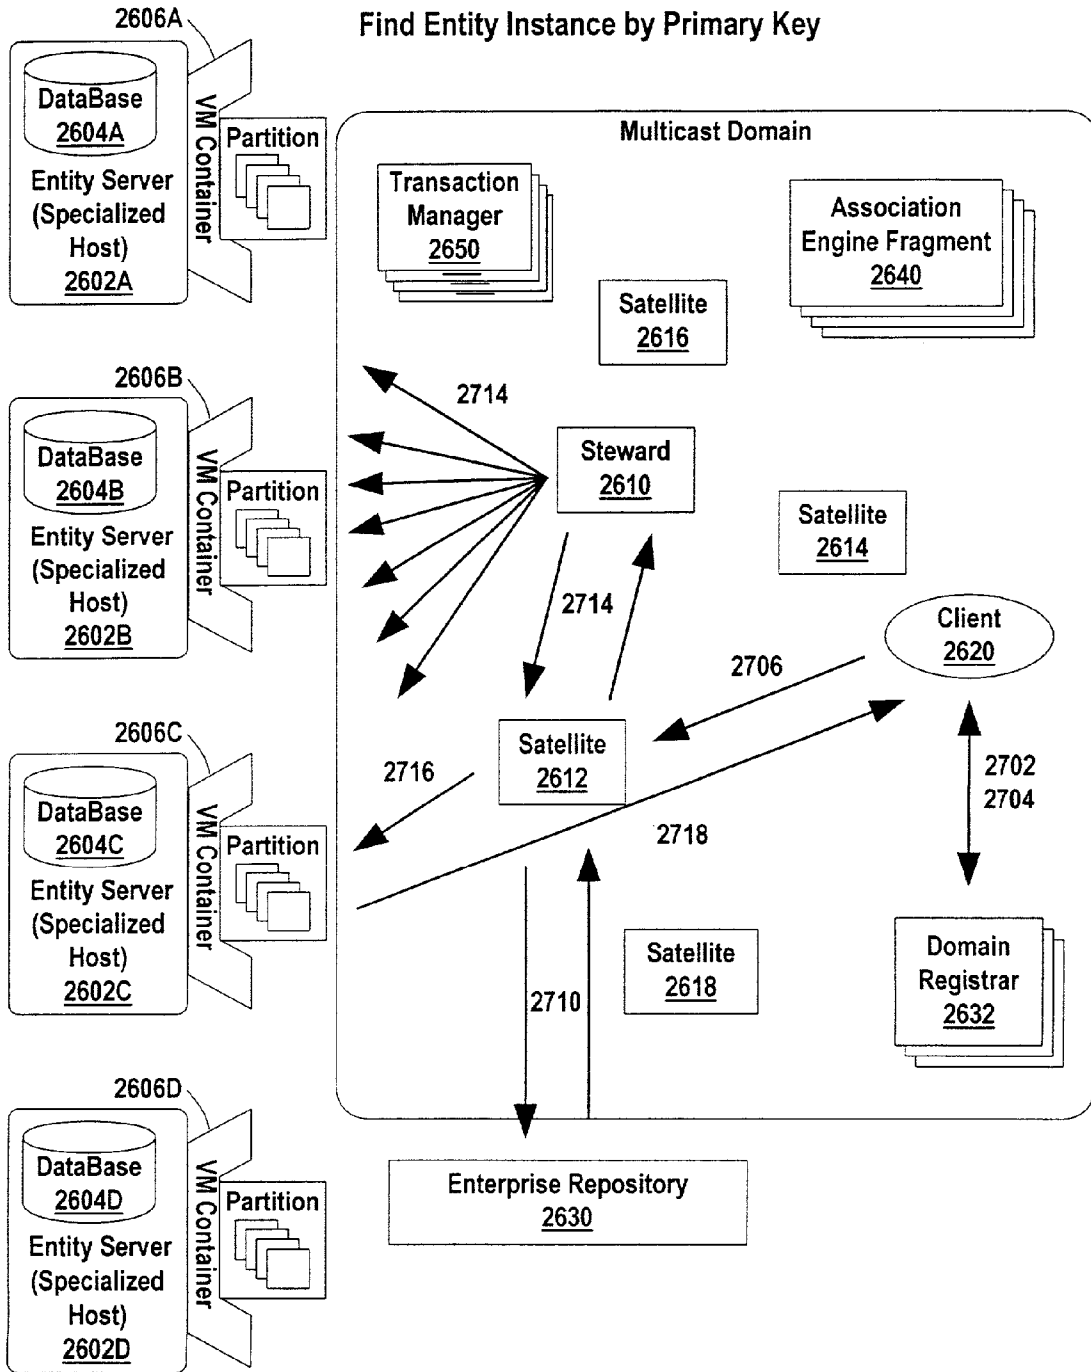 Find Entity Instance by Primary Key
2606A
DataBase
2604A
Entity Server
(Specialized
Host)
2602A
VM Container
Partition
2606B
DataBase
2604B
Entity Server
(Specialized
Host)
2602B
VM Container
Partition
2606C
DataBase
2604C
Entity Server
(Specialized
Host)
2602C
VM Container
Partition
2606D
DataBase
2604D
Entity Server
(Specialized
Host)
2602D
VM Container
Partition
Multicast Domain
Transaction
Manager
2650
Association
Engine Fragment
2640
Satellite
2616
2714
Steward
2610
Satellite
2614
2714
Client
2620
2706
Satellite
2612
2716
2702
2704
2718
Satellite
2618
2710
Domain
Registrar
2632
Enterprise Repository
2630